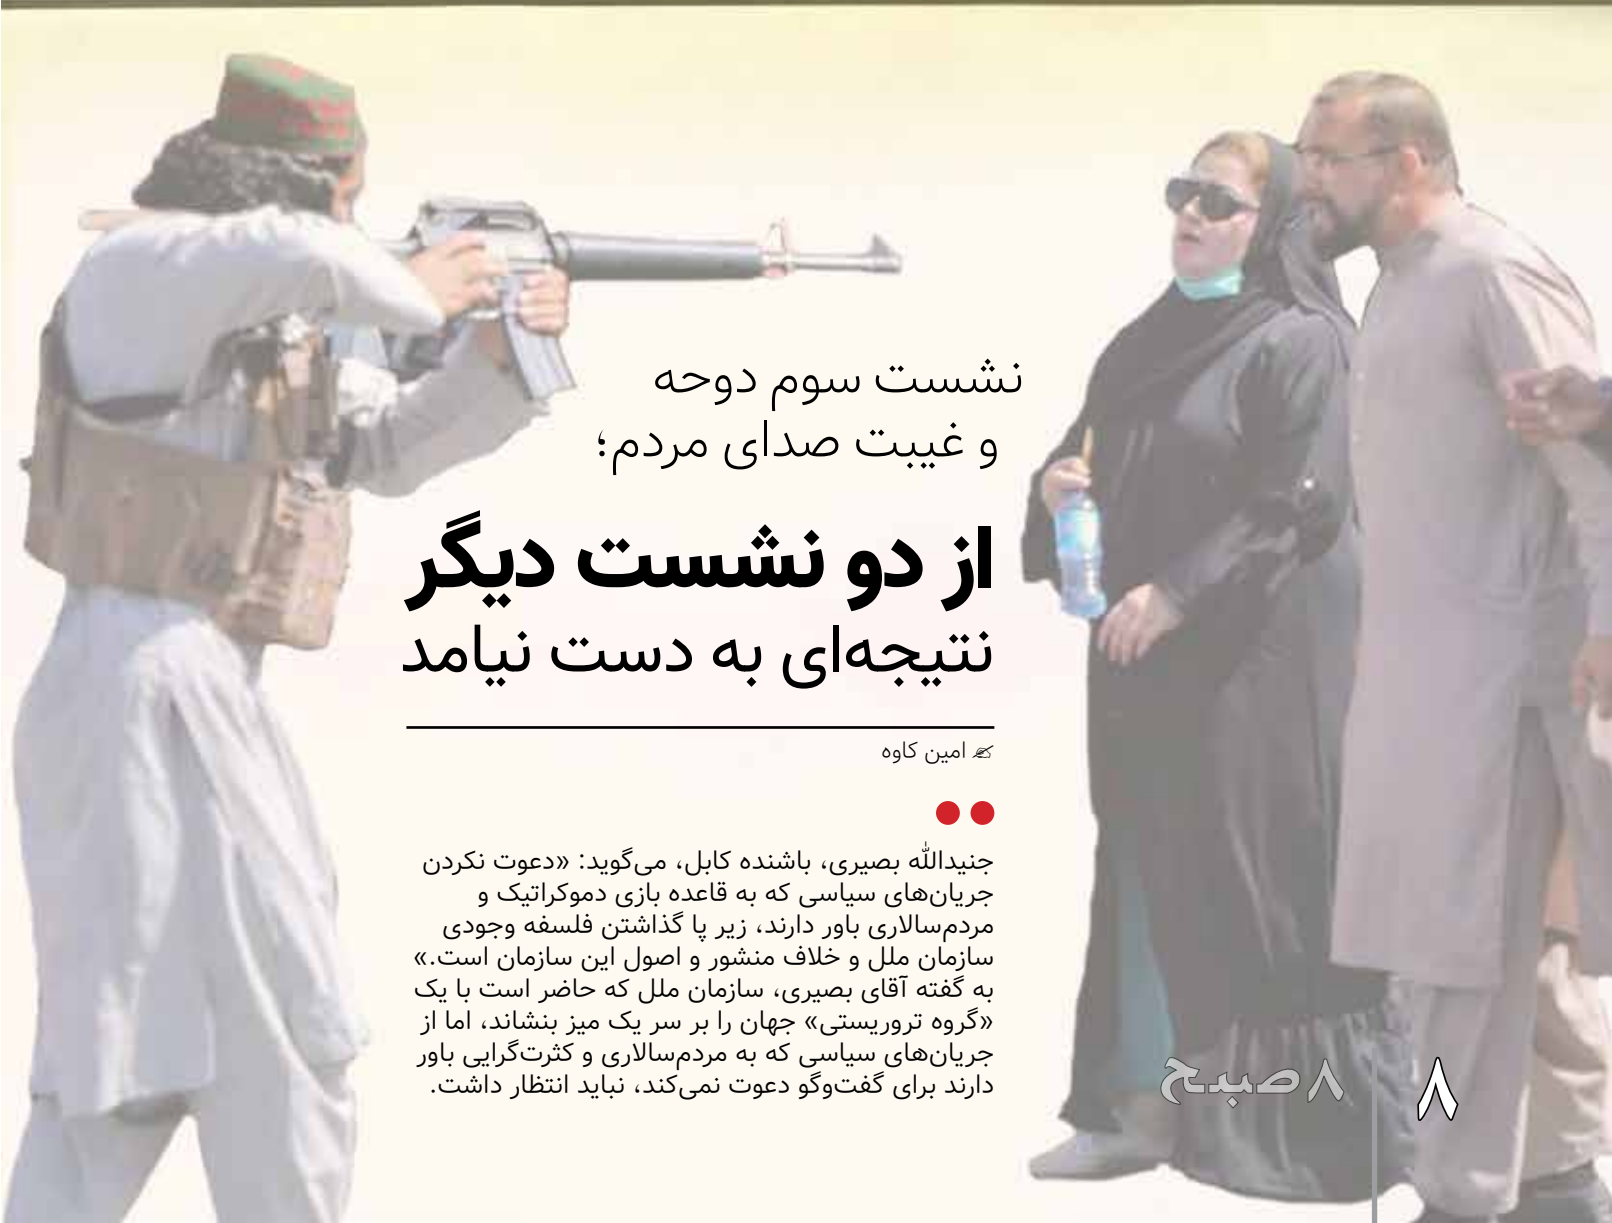 نشست سوم دوحه
و غیبت صدای مردم؛
از دو نشست دیگر
نتیجه‌ای به دست نیامد
امین کاوه
جنیدالله بصیری، باشنده کابل، می‌گوید: «دعوت نکردن
جریان‌های سیاسی که به قاعده بازی دموکراتیک و
مردم‌سالاری باور دارند، زیر پا گذاشتن فلسفه وجودی
سازمان ملل و خلاف منشور و اصول این سازمان است.»
به گفته آقای بصیری، سازمان ملل که حاضر است با یک
«گروه تروریستی» جهان را بر سر یک میز بنشاند، اما از
جریان‌های سیاسی که به مردم‌سالاری و کثرت‌گرایی باور
دارند برای گفت‌وگو دعوت نمی‌کند، نباید انتظار داشت.
۸
۸صبح